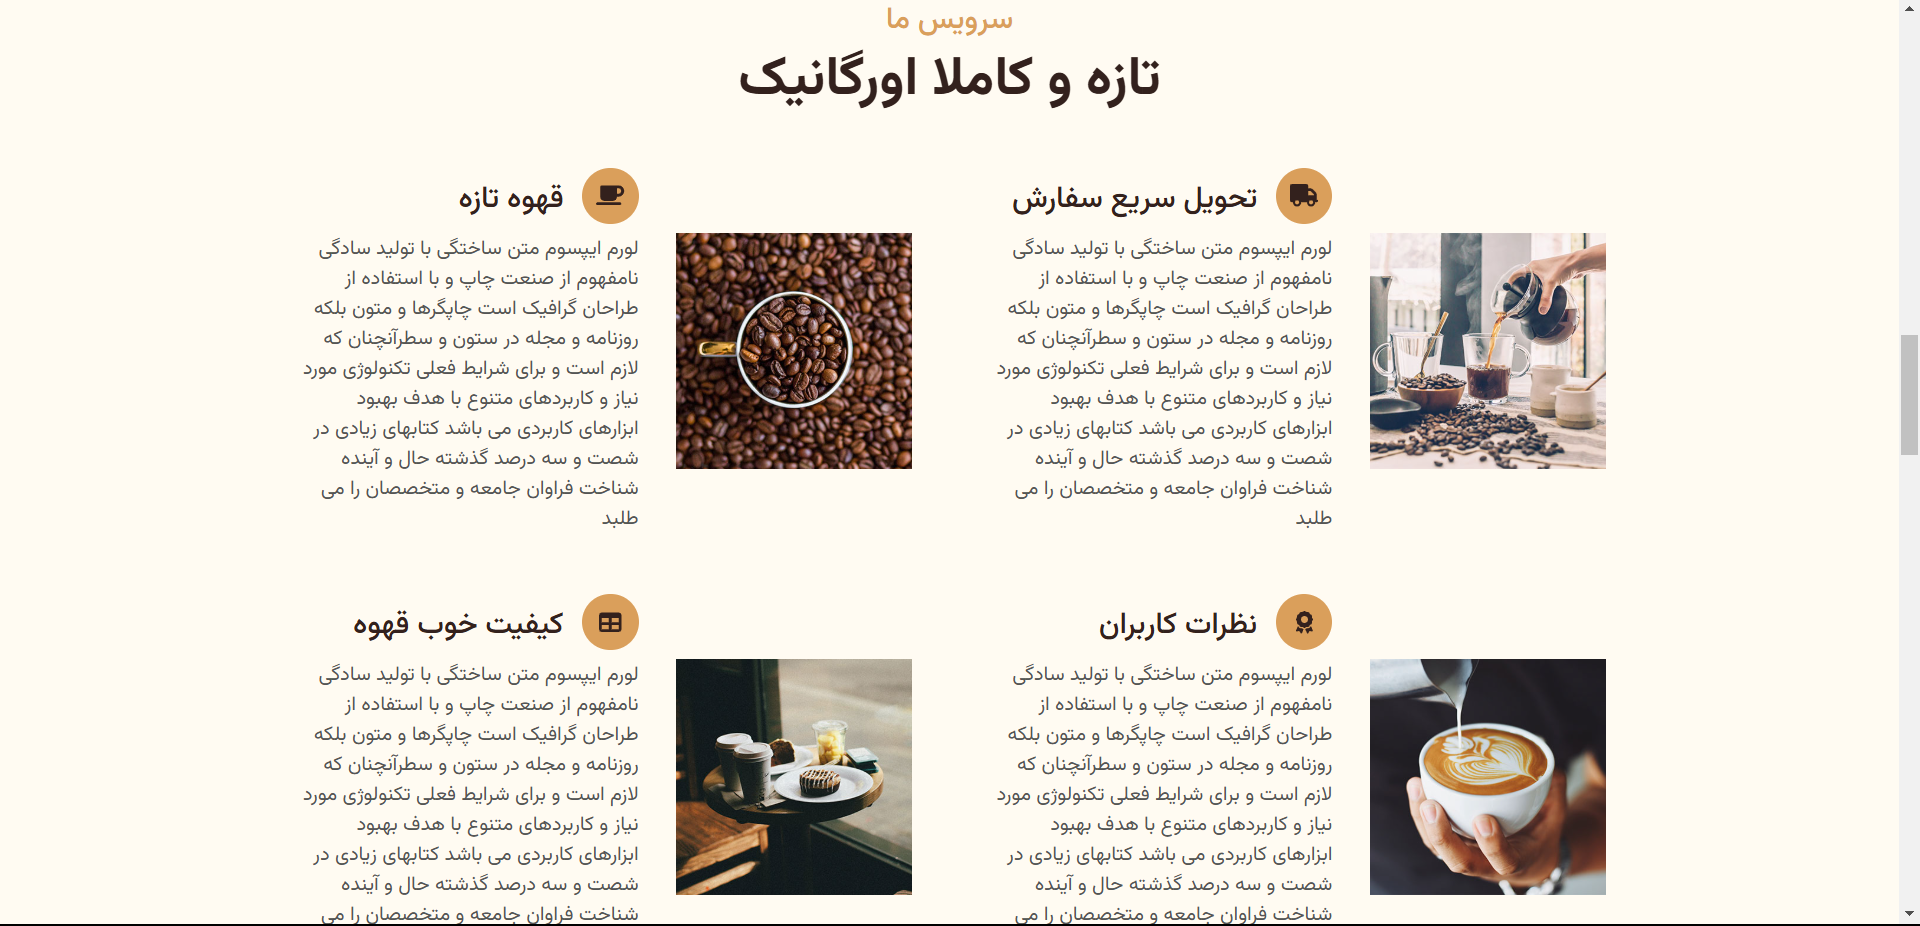 سرویس ما
تازه و کاملا اورگانیک
تحویل سریع سفارش
لورم ایپسوم متن ساختگی با تولید سادگی
نامفهوم از صنعت چاپ و با استفاده از
طراحان گرافیک است چاپگرها و متون بلکه
روزنامه و مجله در ستون و سطرآنچنان که
لازم است و برای شرایط فعلی تکنولوژی مورد
نیاز و کاربردهای متنوع با هدف بهبود
ابزارهای کاربردی می باشد کتابهای زیادی در
شصت و سه درصد گذشته حال و آینده
شناخت فراوان جامعه و متخصصان را می
طلبد
قهوه تازه
لورم ایپسوم متن ساختگی با تولید سادگی
نامفهوم از صنعت چاپ و با استفاده از
طراحان گرافیک است چاپگرها و متون بلکه
روزنامه و مجله در ستون و سطرآنچنان که
لازم است و برای شرایط فعلی تکنولوژی مورد
نیاز و کاربردهای متنوع با هدف بهبود
ابزارهای کاربردی می باشد کتابهای زیادی در
شصت و سه درصد گذشته حال و آینده
شناخت فراوان جامعه و متخصصان را می
طلبد
نظرات کاربران
لورم ایپسوم متن ساختگی با تولید سادگی
نامفهوم از صنعت چاپ و با استفاده از
طراحان گرافیک است چاپگرها و متون بلکه
روزنامه و مجله در ستون و سطرآنچنان که
لازم است و برای شرایط فعلی تکنولوژی مورد
نیاز و کاربردهای متنوع با هدف بهبود
ابزارهای کاربردی می باشد کتابهای زیادی در
شصت و سه درصد گذشته حال و آینده
شناخت فراوان جامعه و متخصصان را می
کیفیت خوب قهوه
لورم ایپسوم متن ساختگی با تولید سادگی
نامفهوم از صنعت چاپ و با استفاده از
طراحان گرافیک است چاپگرها و متون بلکه
روزنامه و مجله در ستون و سطرآنچنان که
لازم است و برای شرایط فعلی تکنولوژی مورد
نیاز و کاربردهای متنوع با هدف بهبود
ابزارهای کاربردی می باشد کتابهای زیادی در
شصت و سه درصد گذشته حال و آینده
شناخت فراوان جامعه و متخصصان را می